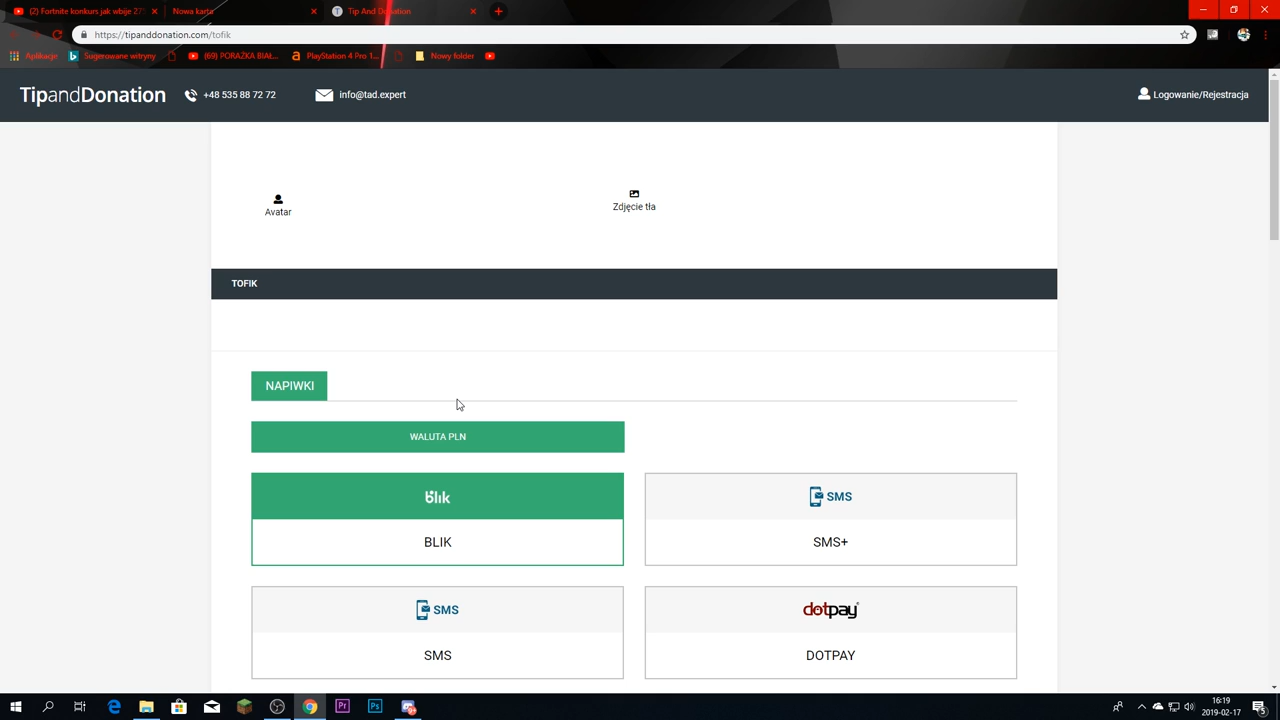 (2) Fortnite konkurs jak wbije 27
Nowa karta
Tip And Donation
https://tipanddonation.com/tofik
Aplikacje
Sugerowane witryny
(69) PORAŻKA BIAŁ...
PlayStation 4 Pro 1...
Nowy folder
TipandDonation
+48 535 88 72 72
info@tad.expert
Logowanie/Rejestracja
Avatar
Zdjęcie tła
TOFIK
NAPIWKI
WALUTA PLN
blik
SMS
BLIK
SMS+
SMS
dotpay
SMS
DOTPAY
16:19
2019-02-17